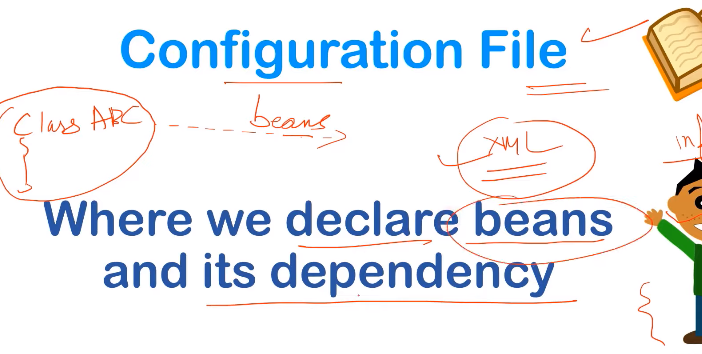 Configuration File
Class ABC
beans
XML
Where we declare beans
and its dependency